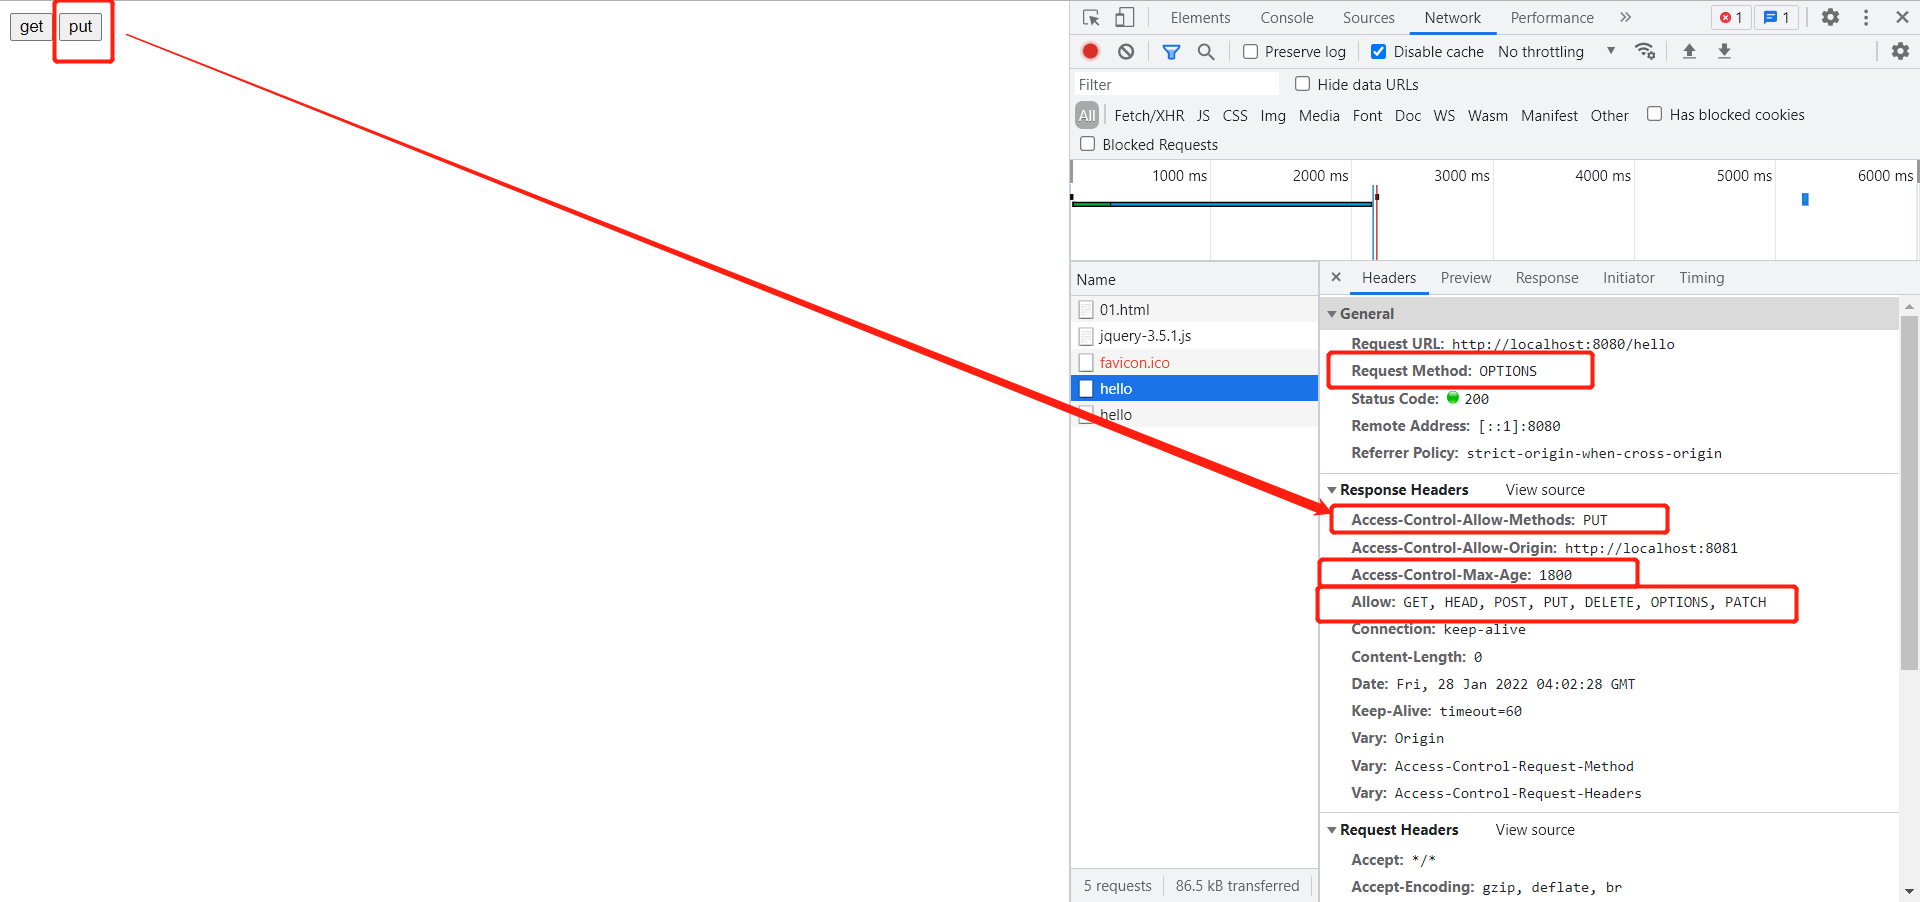 get put
Elements Console Sources Network Performance » 1 1
Preserve log Disable cache No throttling
Filter Hide data URLs
All Fetch/XHR JS CSS Img Media Font Doc WS Wasm Manifest Other Has blocked cookies
Blocked Requests
1000 ms 2000 ms 3000 ms 4000 ms 5000 ms 6000 ms
Name
01.html
jquery-3.5.1.js
favicon.ico
hello
hello
5 requests 86.5 kB transferred
Headers Preview Response Initiator Timing
General
Request URL: http://localhost:8080/hello
Request Method: OPTIONS
Status Code: 200
Remote Address: [::1]:8080
Referrer Policy: strict-origin-when-cross-origin
Response Headers View source
Access-Control-Allow-Methods: PUT
Access-Control-Allow-Origin: http://localhost:8081
Access-Control-Max-Age: 1800
Allow: GET, HEAD, POST, PUT, DELETE, OPTIONS, PATCH
Connection: keep-alive
Content-Length: 0
Date: Fri, 28 Jan 2022 04:02:28 GMT
Keep-Alive: timeout=60
Vary: Origin
Vary: Access-Control-Request-Method
Vary: Access-Control-Request-Headers
Request Headers View source
Accept: */*
Accept-Encoding: gzip, deflate, br